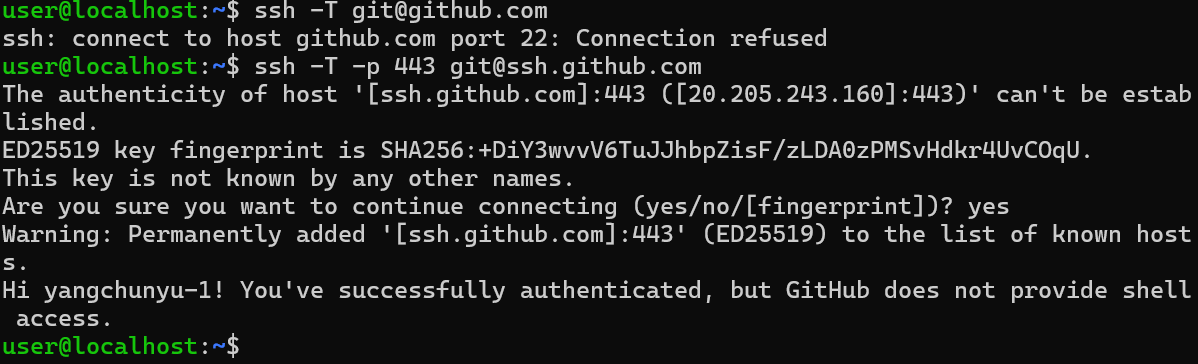 user@localhost:~$ ssh -T git@github.com
ssh: connect to host github.com port 22: Connection refused
user@localhost:~$ ssh -T -p 443 git@ssh.github.com
The authenticity of host '[ssh.github.com]:443 ([20.205.243.160]:443)' can't be estab
lished.
ED25519 key fingerprint is SHA256:+DiY3wvvV6TuJJhbpZisF/zLDA0zPMSvHdkr4UvCOqU.
This key is not known by any other names.
Are you sure you want to continue connecting (yes/no/[fingerprint])? yes
Warning: Permanently added '[ssh.github.com]:443' (ED25519) to the list of known host
s.
Hi yangchunyu-1! You've successfully authenticated, but GitHub does not provide shell
 access.
user@localhost:~$